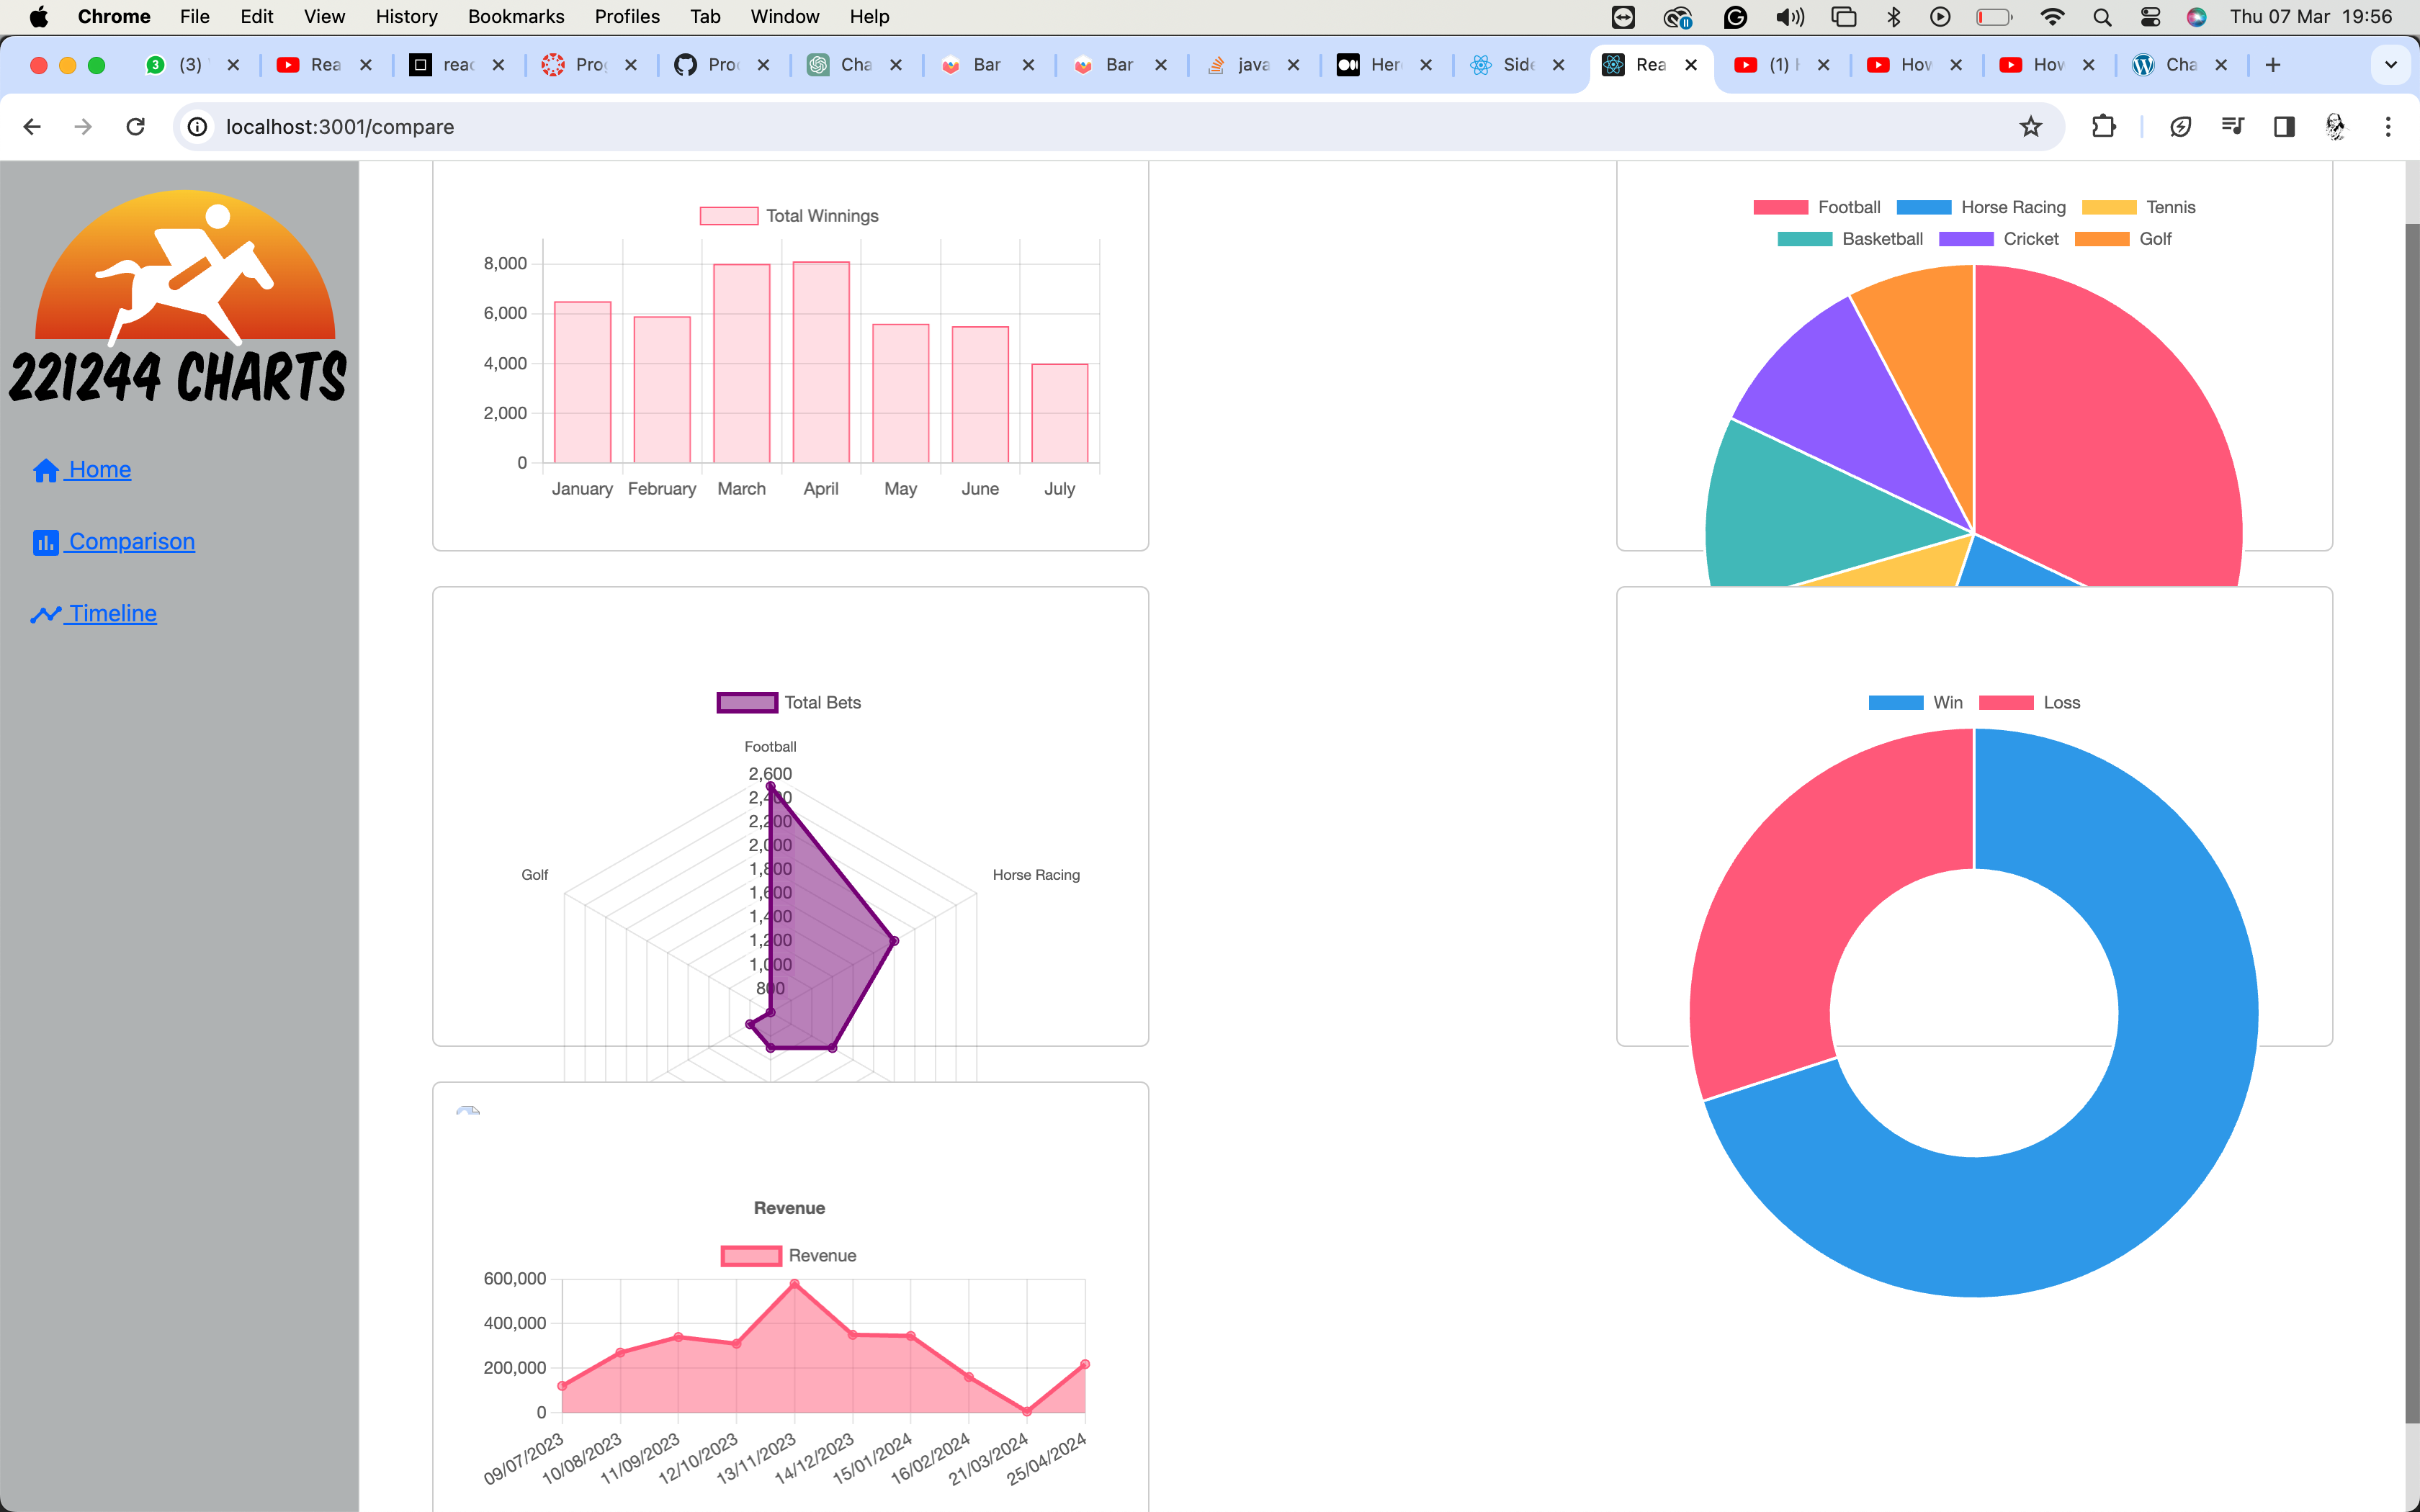 Chrome File Edit View History Bookmarks Profiles Tab Window Help Thu 07 Mar 19:56
3 (3) Rea reac Prog Proc Cha Bar Bar java Her Side Rea (1) How How Cha
localhost:3001/compare
221244 CHARTS
Home
Comparison
Timeline
Total Winnings
8,000
6,000
4,000
2,000
0
January February March April May June July
Football Horse Racing Tennis
Basketball Cricket Golf
Total Bets
Football
2,600
2,400
2,200
2,000
1,800
1,600
1,400
1,200
1,000
800
Golf
Horse Racing
Win Loss
Revenue
Revenue
600,000
400,000
200,000
0
09/07/2023 10/08/2023 11/09/2023 12/10/2023 13/11/2023 14/12/2023 15/01/2024 16/02/2024 21/03/2024 25/04/2024